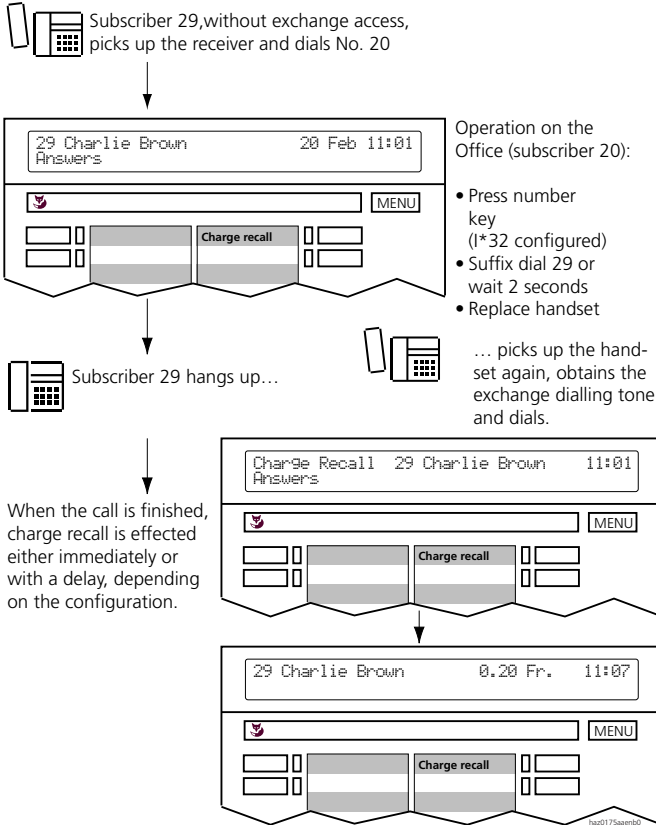 Subscriber 29,without exchange access,
picks up the receiver and dials No. 20
29 Charlie Brown 20 Feb 11:01
Answers
MENU
Charge recall
Operation on the
Office (subscriber 20):
• Press number
key
(I*32 configured)
• Suffix dial 29 or
wait 2 seconds
• Replace handset
Subscriber 29 hangs up…
… picks up the hand-
set again, obtains the
exchange dialling tone
and dials.
When the call is finished,
charge recall is effected
either immediately or
with a delay, depending
on the configuration.
Charge Recall 29 Charlie Brown 11:01
Answers
MENU
Charge recall
29 Charlie Brown 0.20 Fr. 11:07
MENU
Charge recall
haz0175aaenb0